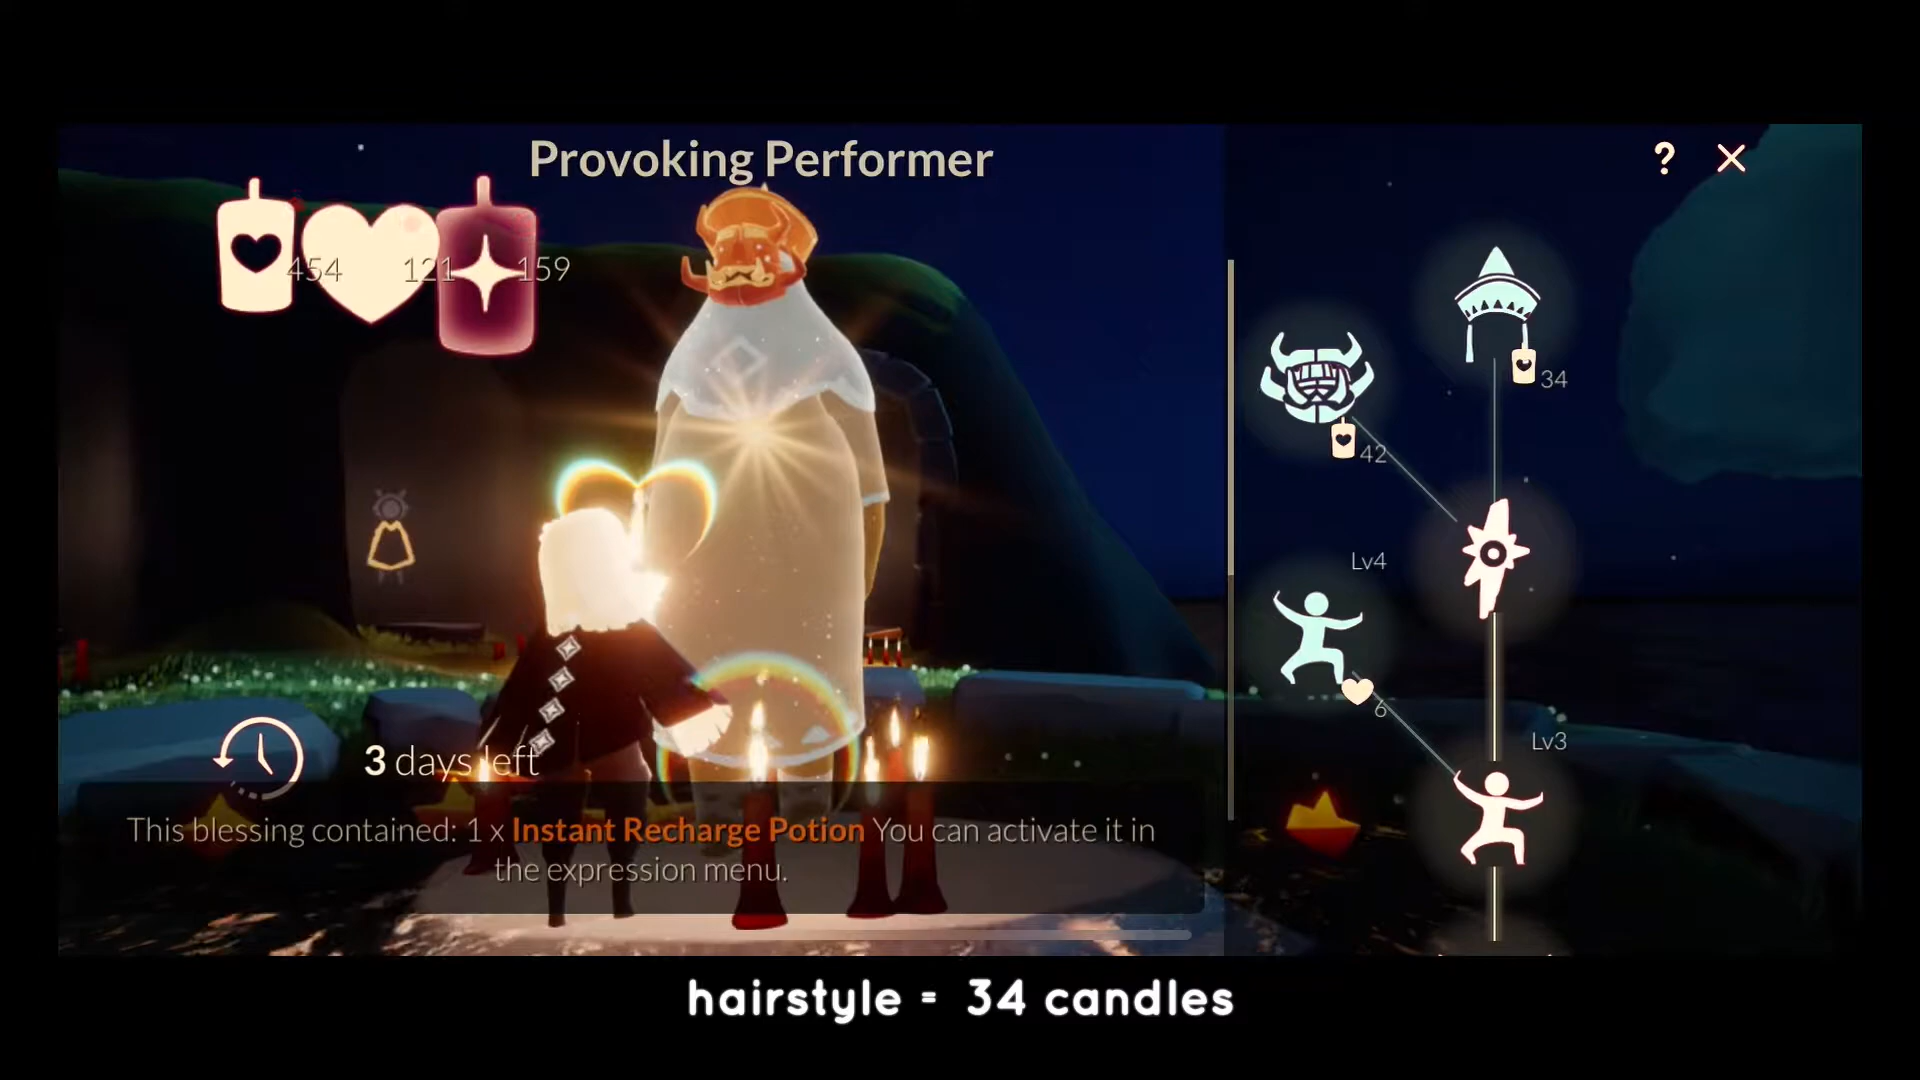 Provoking Performer
?
454
121
159
34
42
Lv4
6
Lv3
3 days left
This blessing contained: 1 x Instant Recharge Potion You can activate it in
the expression menu.
hairstyle = 34 candles